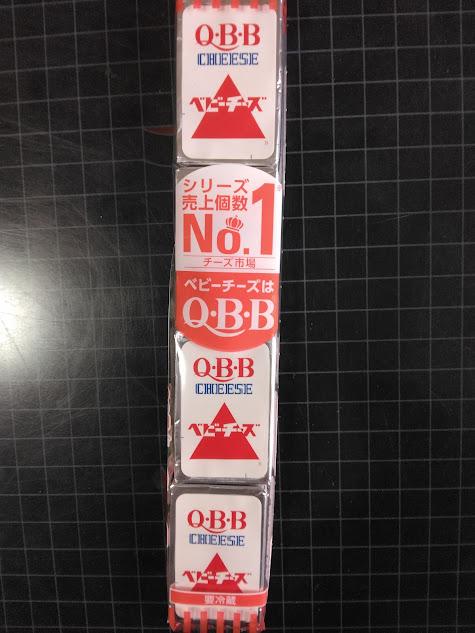 Q·B·B
CHEESE
ベビーチーズ
シリーズ
売上個数
No.1
チーズ市場
ベビーチーズは
Q·B·B
Q·B·B
CHEESE
ベビーチーズ
Q·B·B
CHEESE
ベビーチーズ
要冷蔵